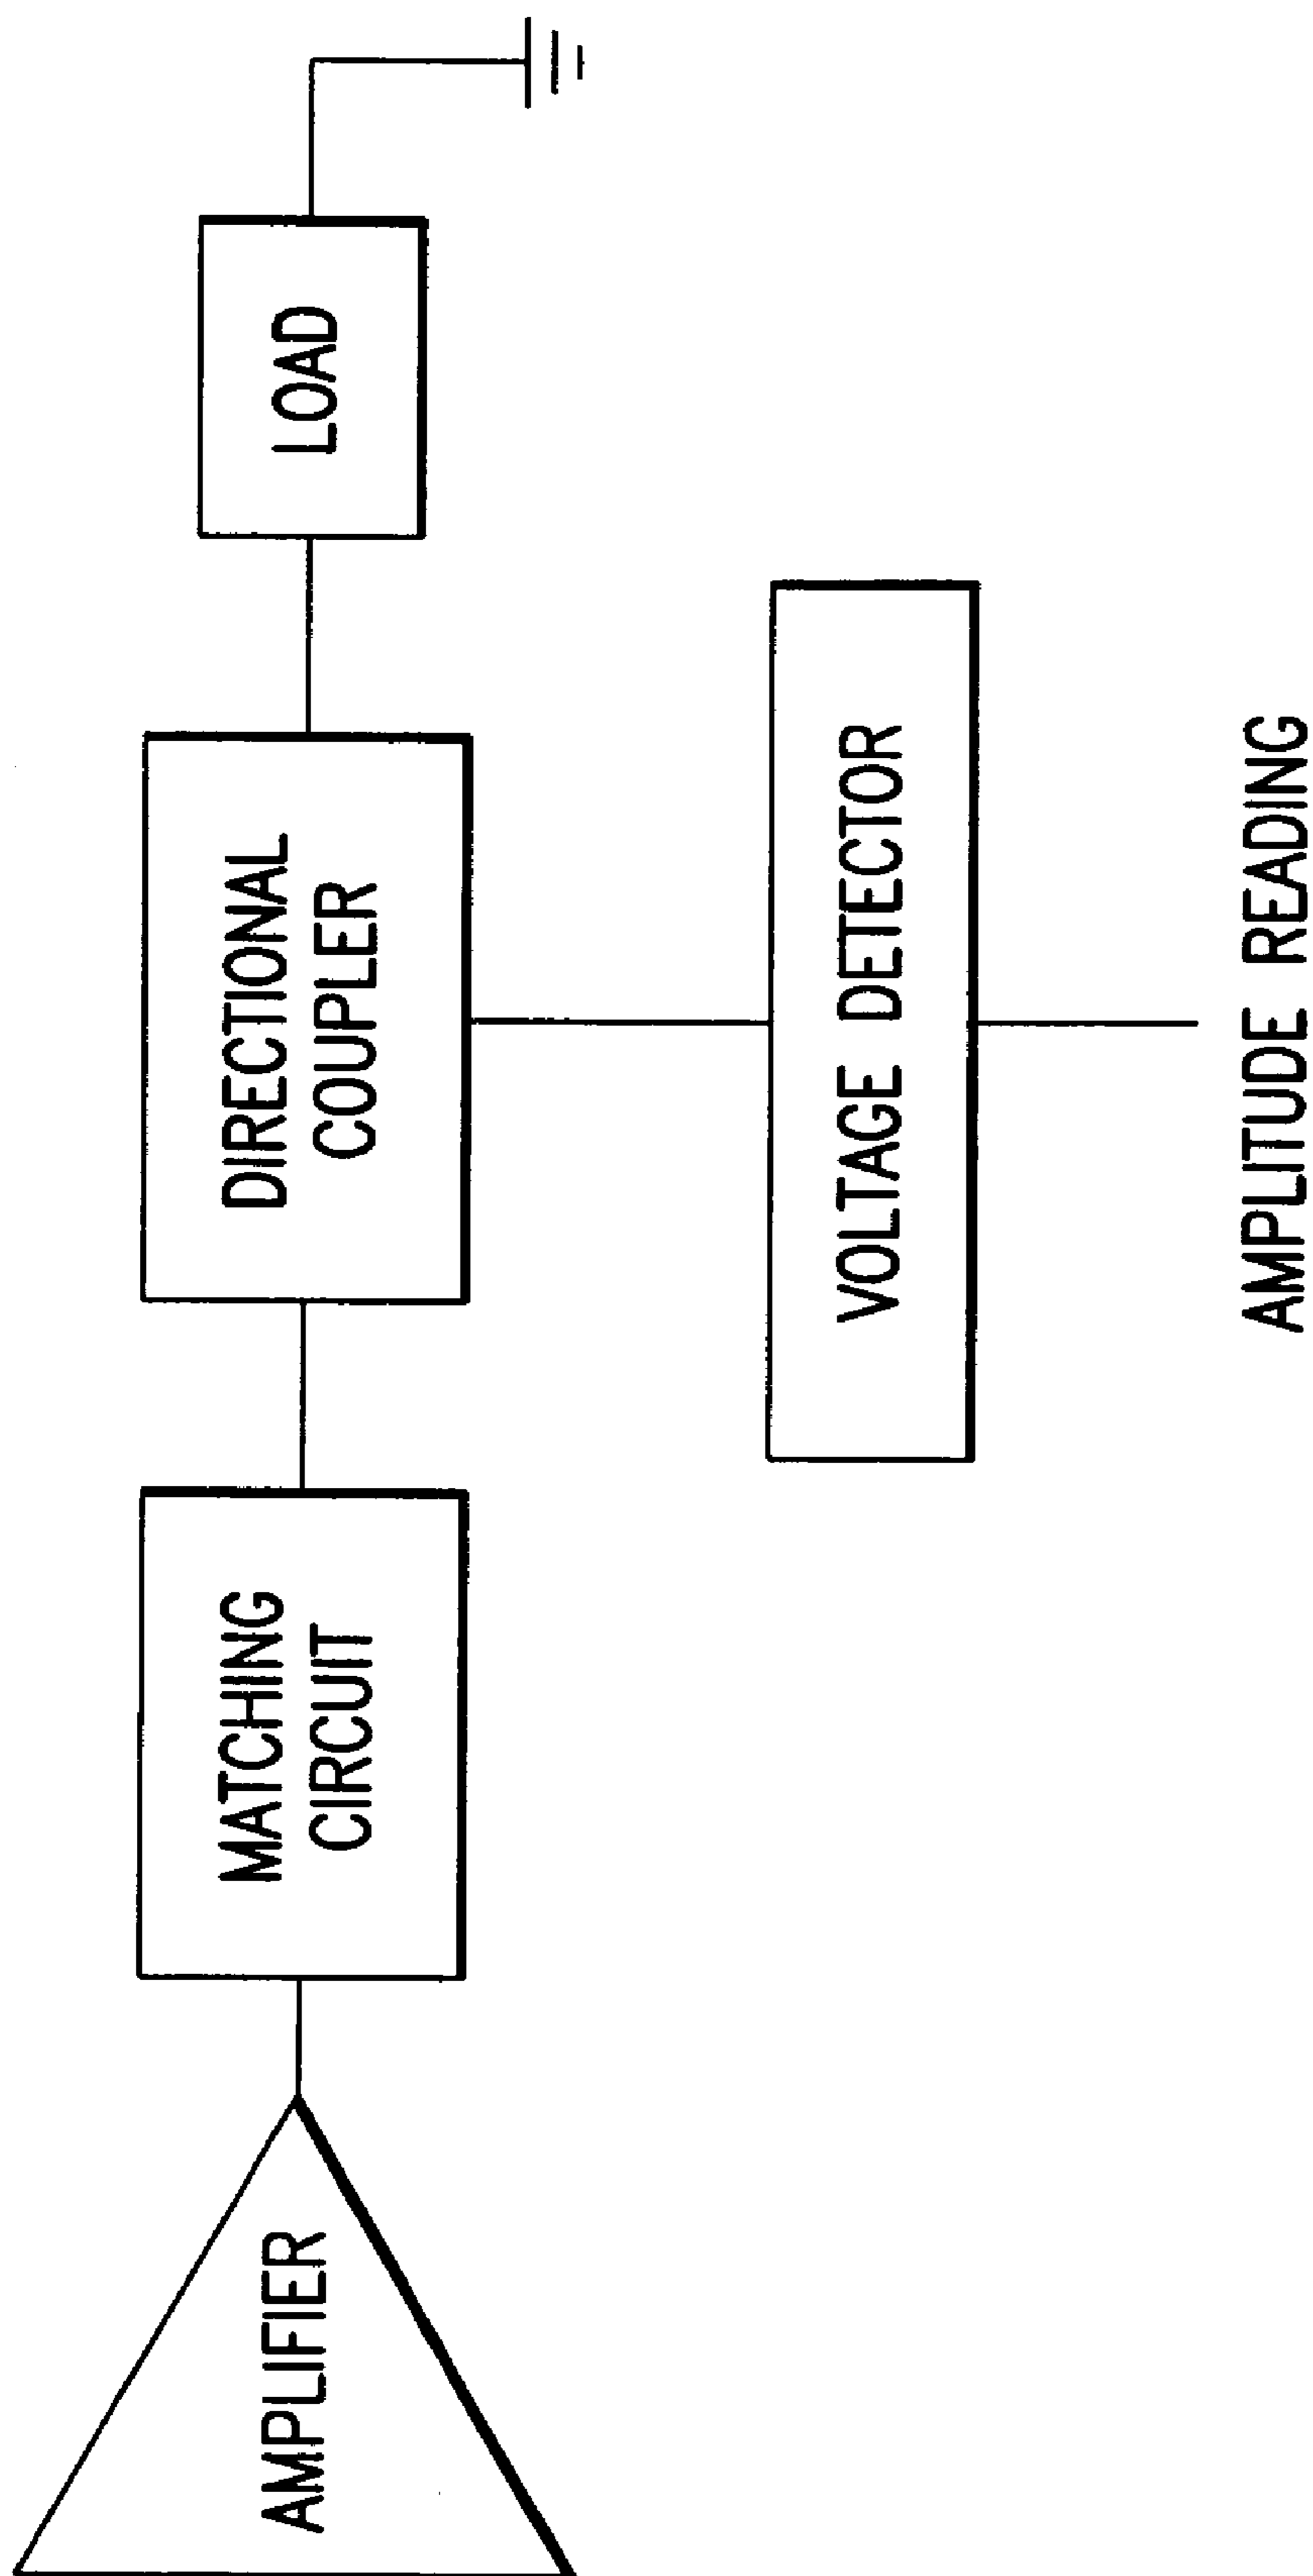 AMPLIFIER
MATCHING
CIRCUIT
DIRECTIONAL
COUPLER
LOAD
VOLTAGE DETECTOR
AMPLITUDE READING